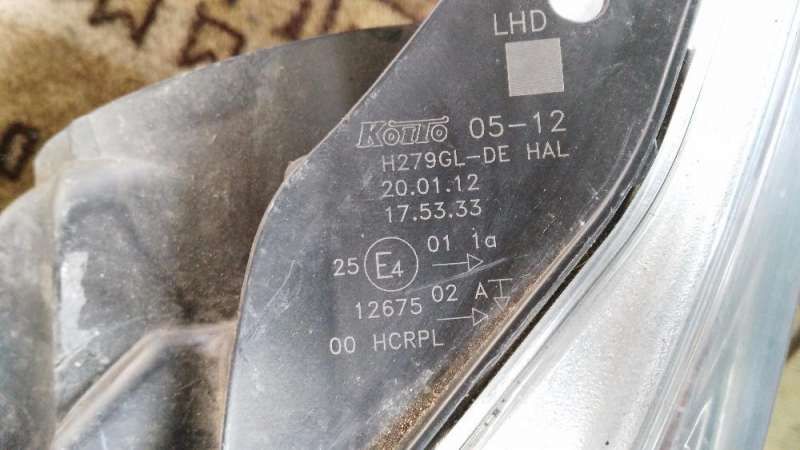 LHD
KOITO 05-12
H279GL-DE HAL
20.01.12
17.53.33
25 E4 01 1a
12675 02 A
00 HCRPL